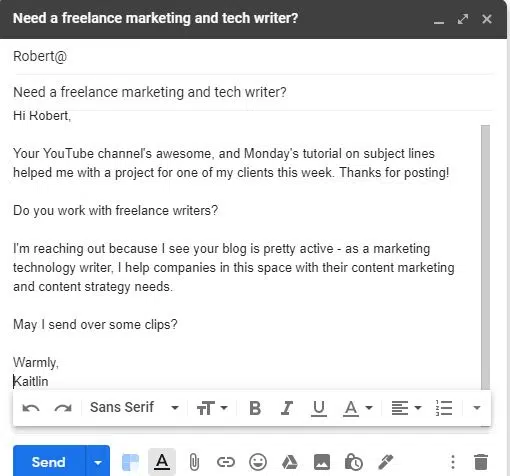 Need a freelance marketing and tech writer?
Robert@
Need a freelance marketing and tech writer?
Hi Robert,
Your YouTube channel's awesome, and Monday's tutorial on subject lines
helped me with a project for one of my clients this week. Thanks for posting!
Do you work with freelance writers?
I'm reaching out because I see your blog is pretty active - as a marketing
technology writer, I help companies in this space with their content marketing
and content strategy needs.
May I send over some clips?
Warmly,
Kaitlin
Sans Serif
Send